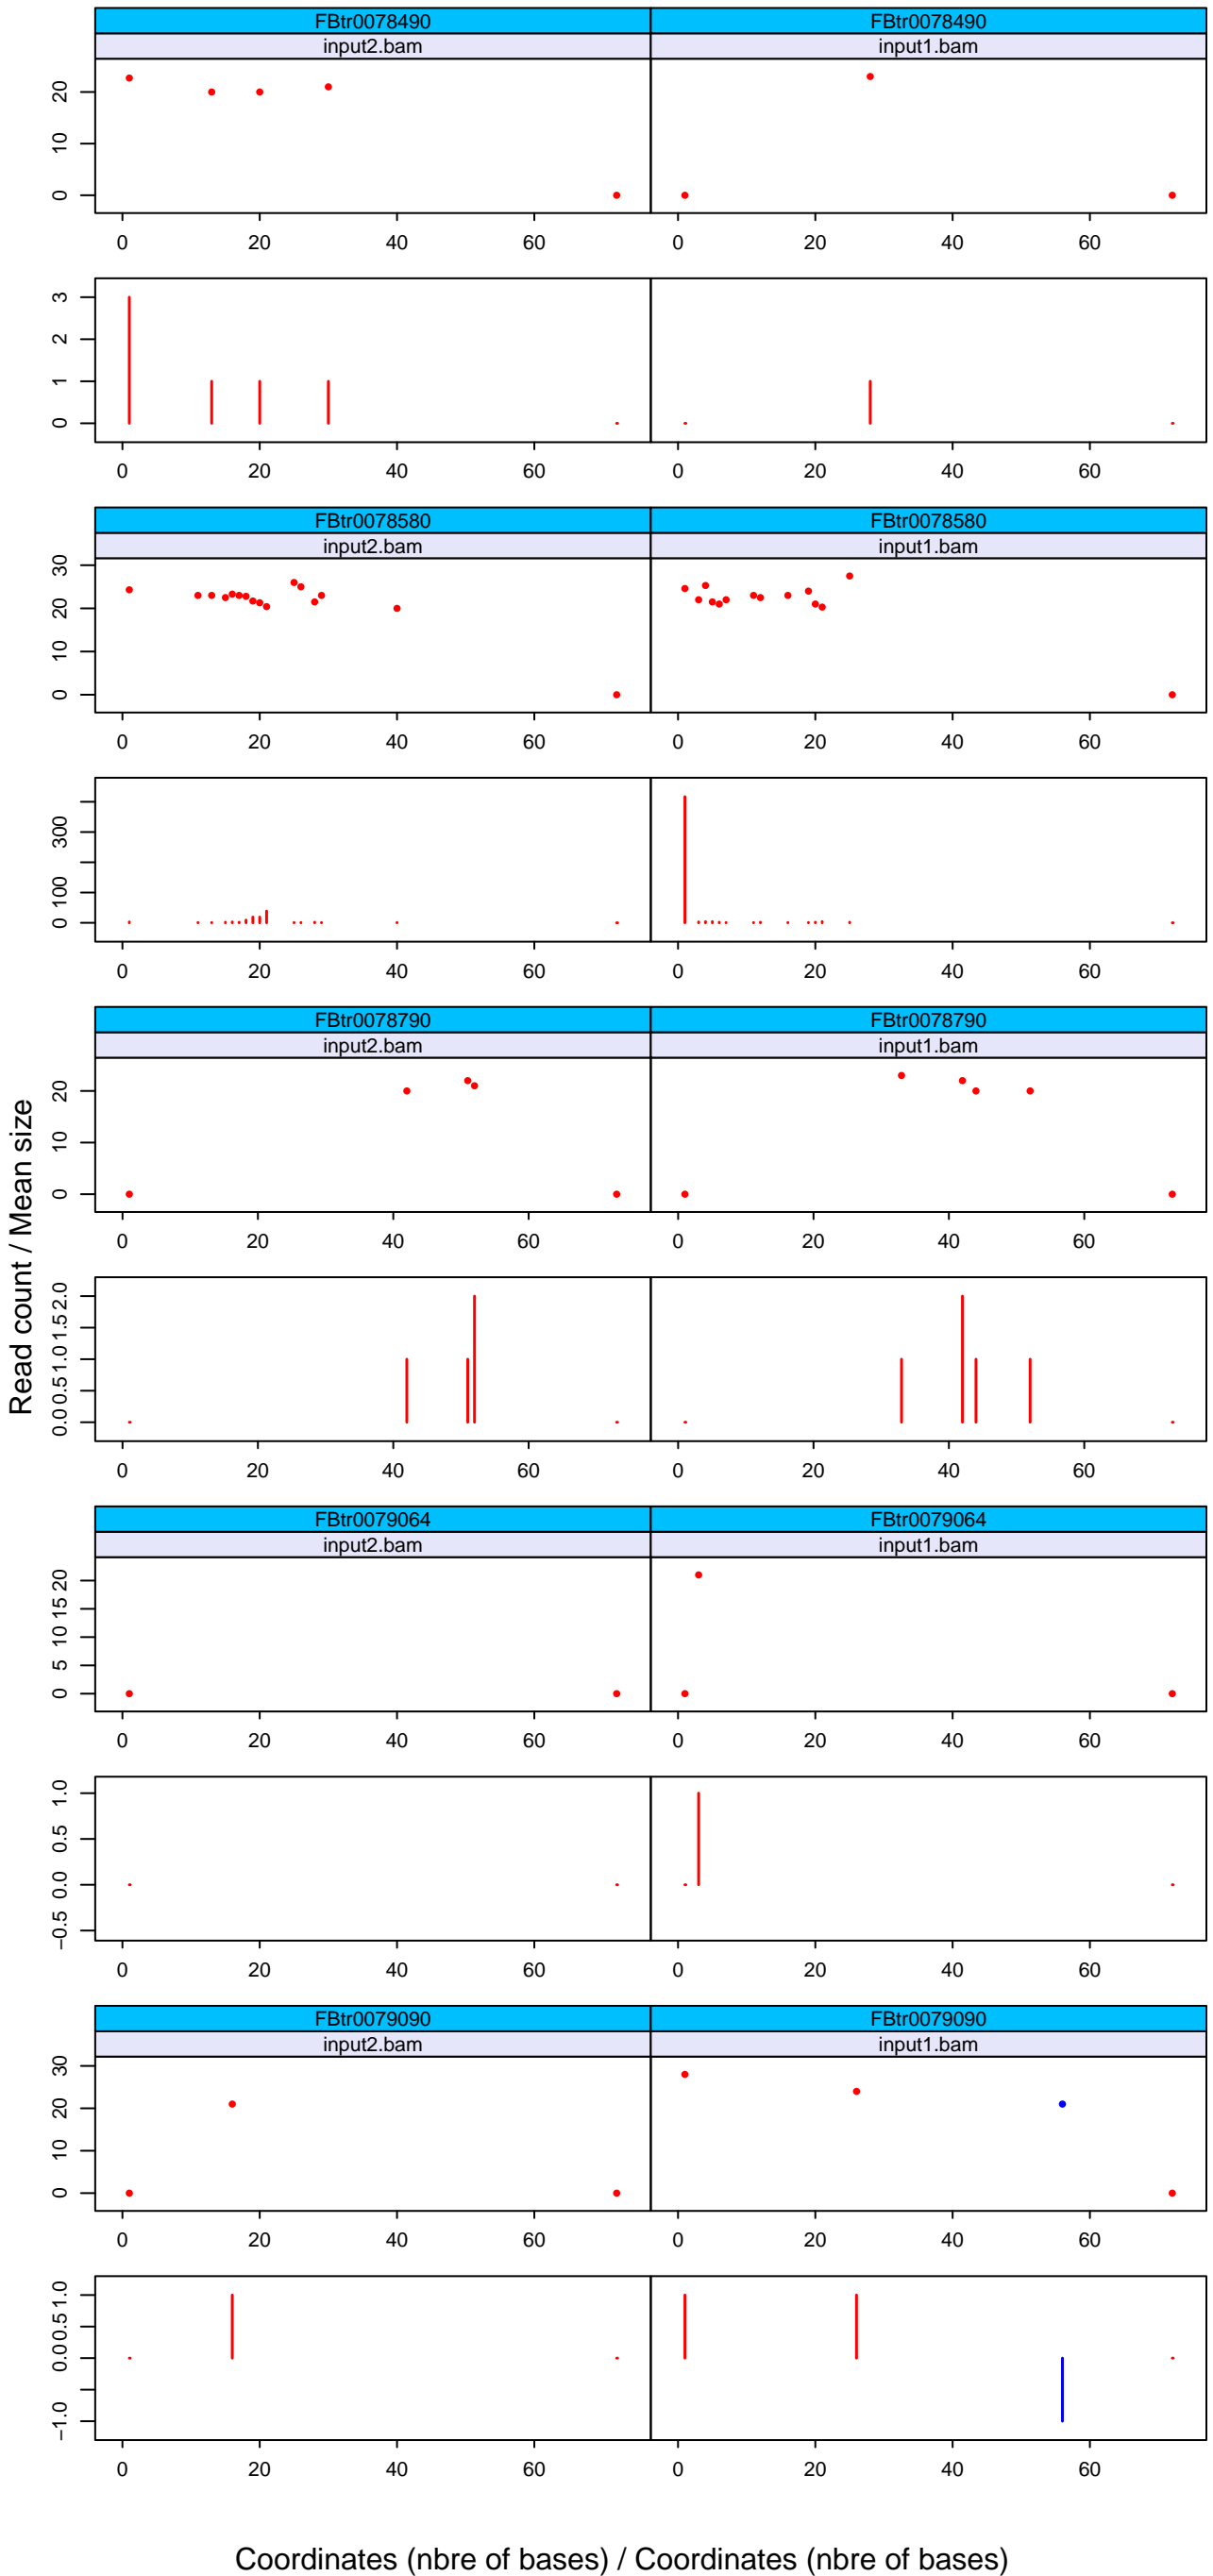 FBtr0078490 FBtr0078490
input2.bam input1.bam
0 10 20
0 20 40 60 0 20 40 60
0 1 2 3
0 20 40 60 0 20 40 60
FBtr0078580 FBtr0078580
input2.bam input1.bam
0 10 20 30
0 20 40 60 0 20 40 60
0 100 300
0 20 40 60 0 20 40 60
FBtr0078790 FBtr0078790
input2.bam input1.bam
0 10 20
0 20 40 60 0 20 40 60
Read count / Mean size
0.0 0.5 1.0 1.5 2.0
0 20 40 60 0 20 40 60
FBtr0079064 FBtr0079064
input2.bam input1.bam
0 5 10 15 20
0 20 40 60 0 20 40 60
−0.5 0.0 0.5 1.0
0 20 40 60 0 20 40 60
FBtr0079090 FBtr0079090
input2.bam input1.bam
0 10 20 30
0 20 40 60 0 20 40 60
−1.0 0.0 0.5 1.0
0 20 40 60 0 20 40 60
Coordinates (nbre of bases) / Coordinates (nbre of bases)